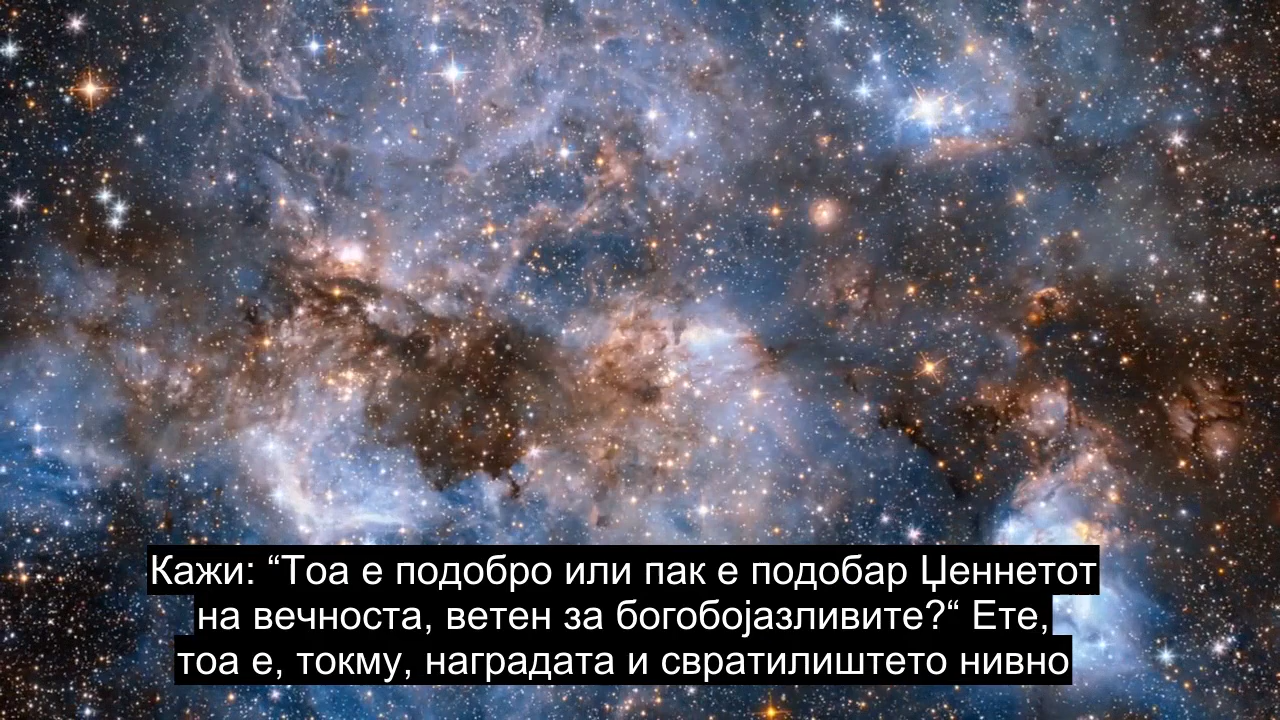 Кажи: “Тоа е подобро или пак е подобар Џеннетот
на вечноста, ветен за богобојазливите?“ Ете,
тоа е, токму, наградата и свратилиштето нивно